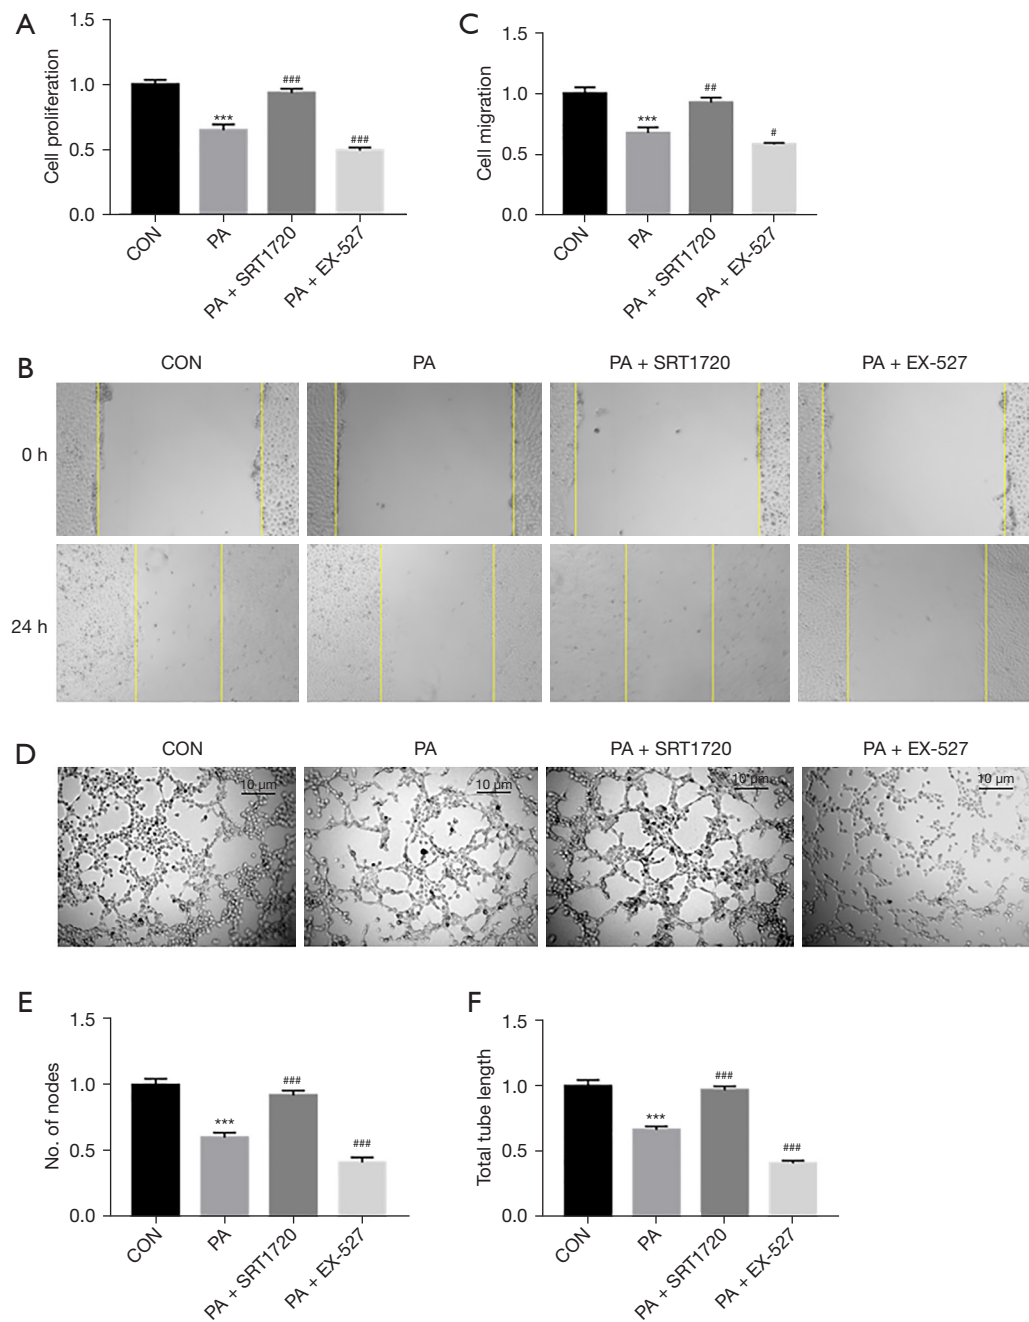 A
Cell proliferation
1.5
1.0
0.5
0.0
***
###
###
CON
PA
PA + SRT1720
PA + EX-527
C
Cell migration
1.5
1.0
0.5
0.0
***
##
#
CON
PA
PA + SRT1720
PA + EX-527
B
CON
PA
PA + SRT1720
PA + EX-527
0 h
24 h
D
CON
PA
PA + SRT1720
PA + EX-527
10 μm
10 μm
10 μm
10 μm
E
No. of nodes
1.5
1.0
0.5
0.0
***
###
###
CON
PA
PA + SRT1720
PA + EX-527
F
Total tube length
1.5
1.0
0.5
0.0
***
###
###
CON
PA
PA + SRT1720
PA + EX-527